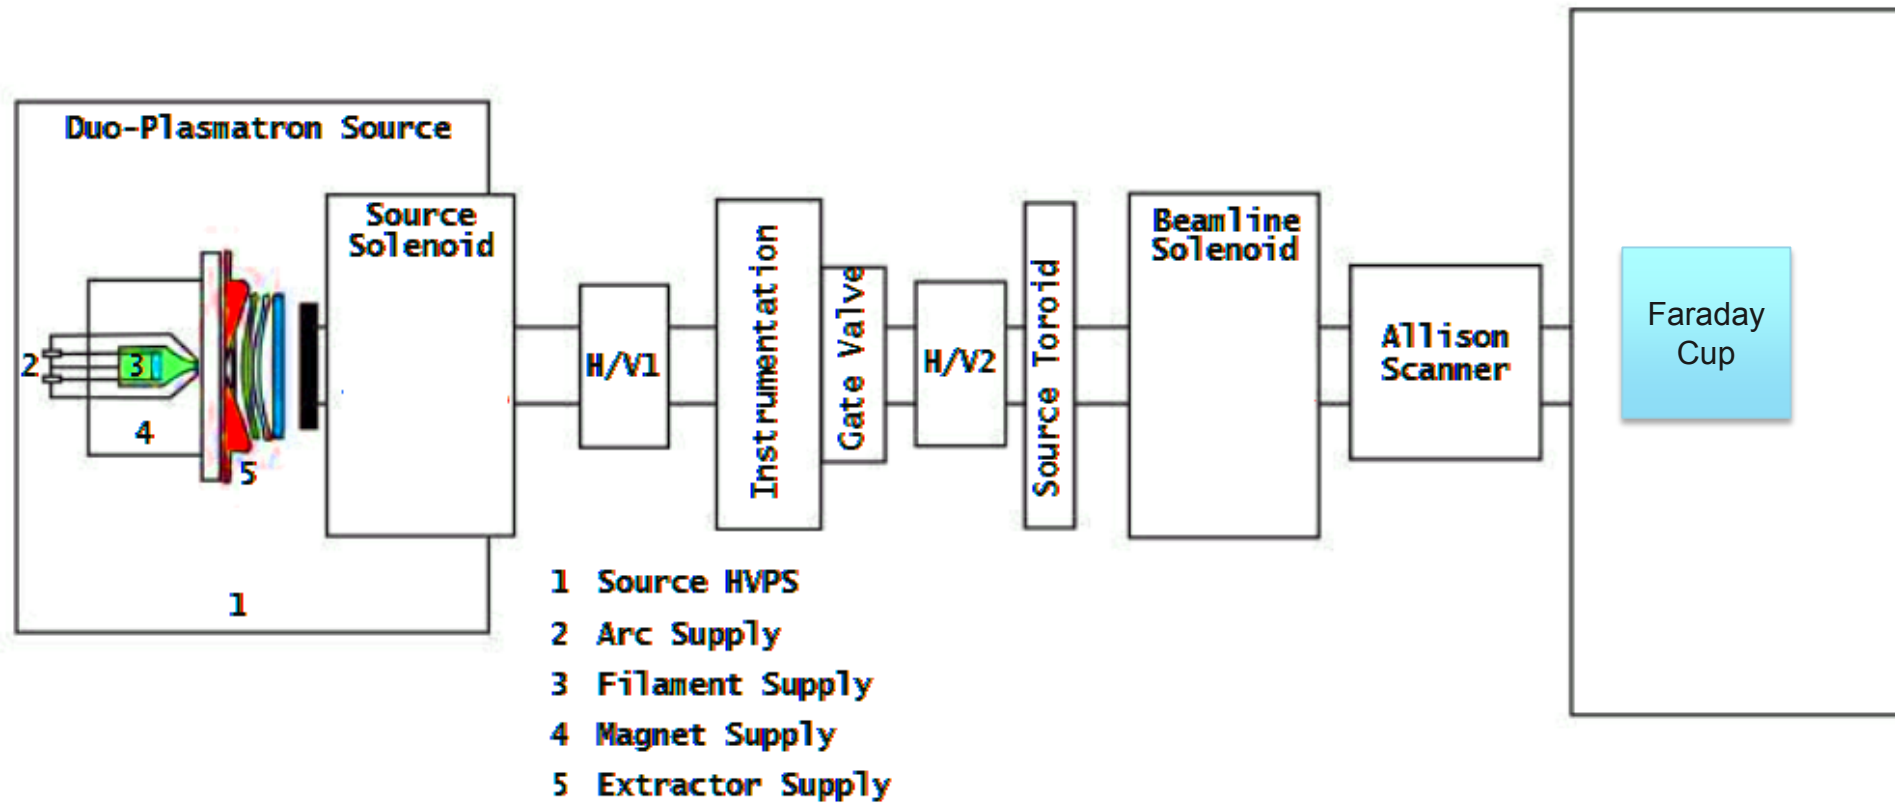 Duo-Plasmatron Source
Source
Solenoid
2
3
4
5
1
H/V1
Instrumentation
Gate Valve
H/V2
Source Toroid
Beamline
Solenoid
Allison
Scanner
Faraday
Cup
1 Source HVPS
2 Arc Supply
3 Filament Supply
4 Magnet Supply
5 Extractor Supply